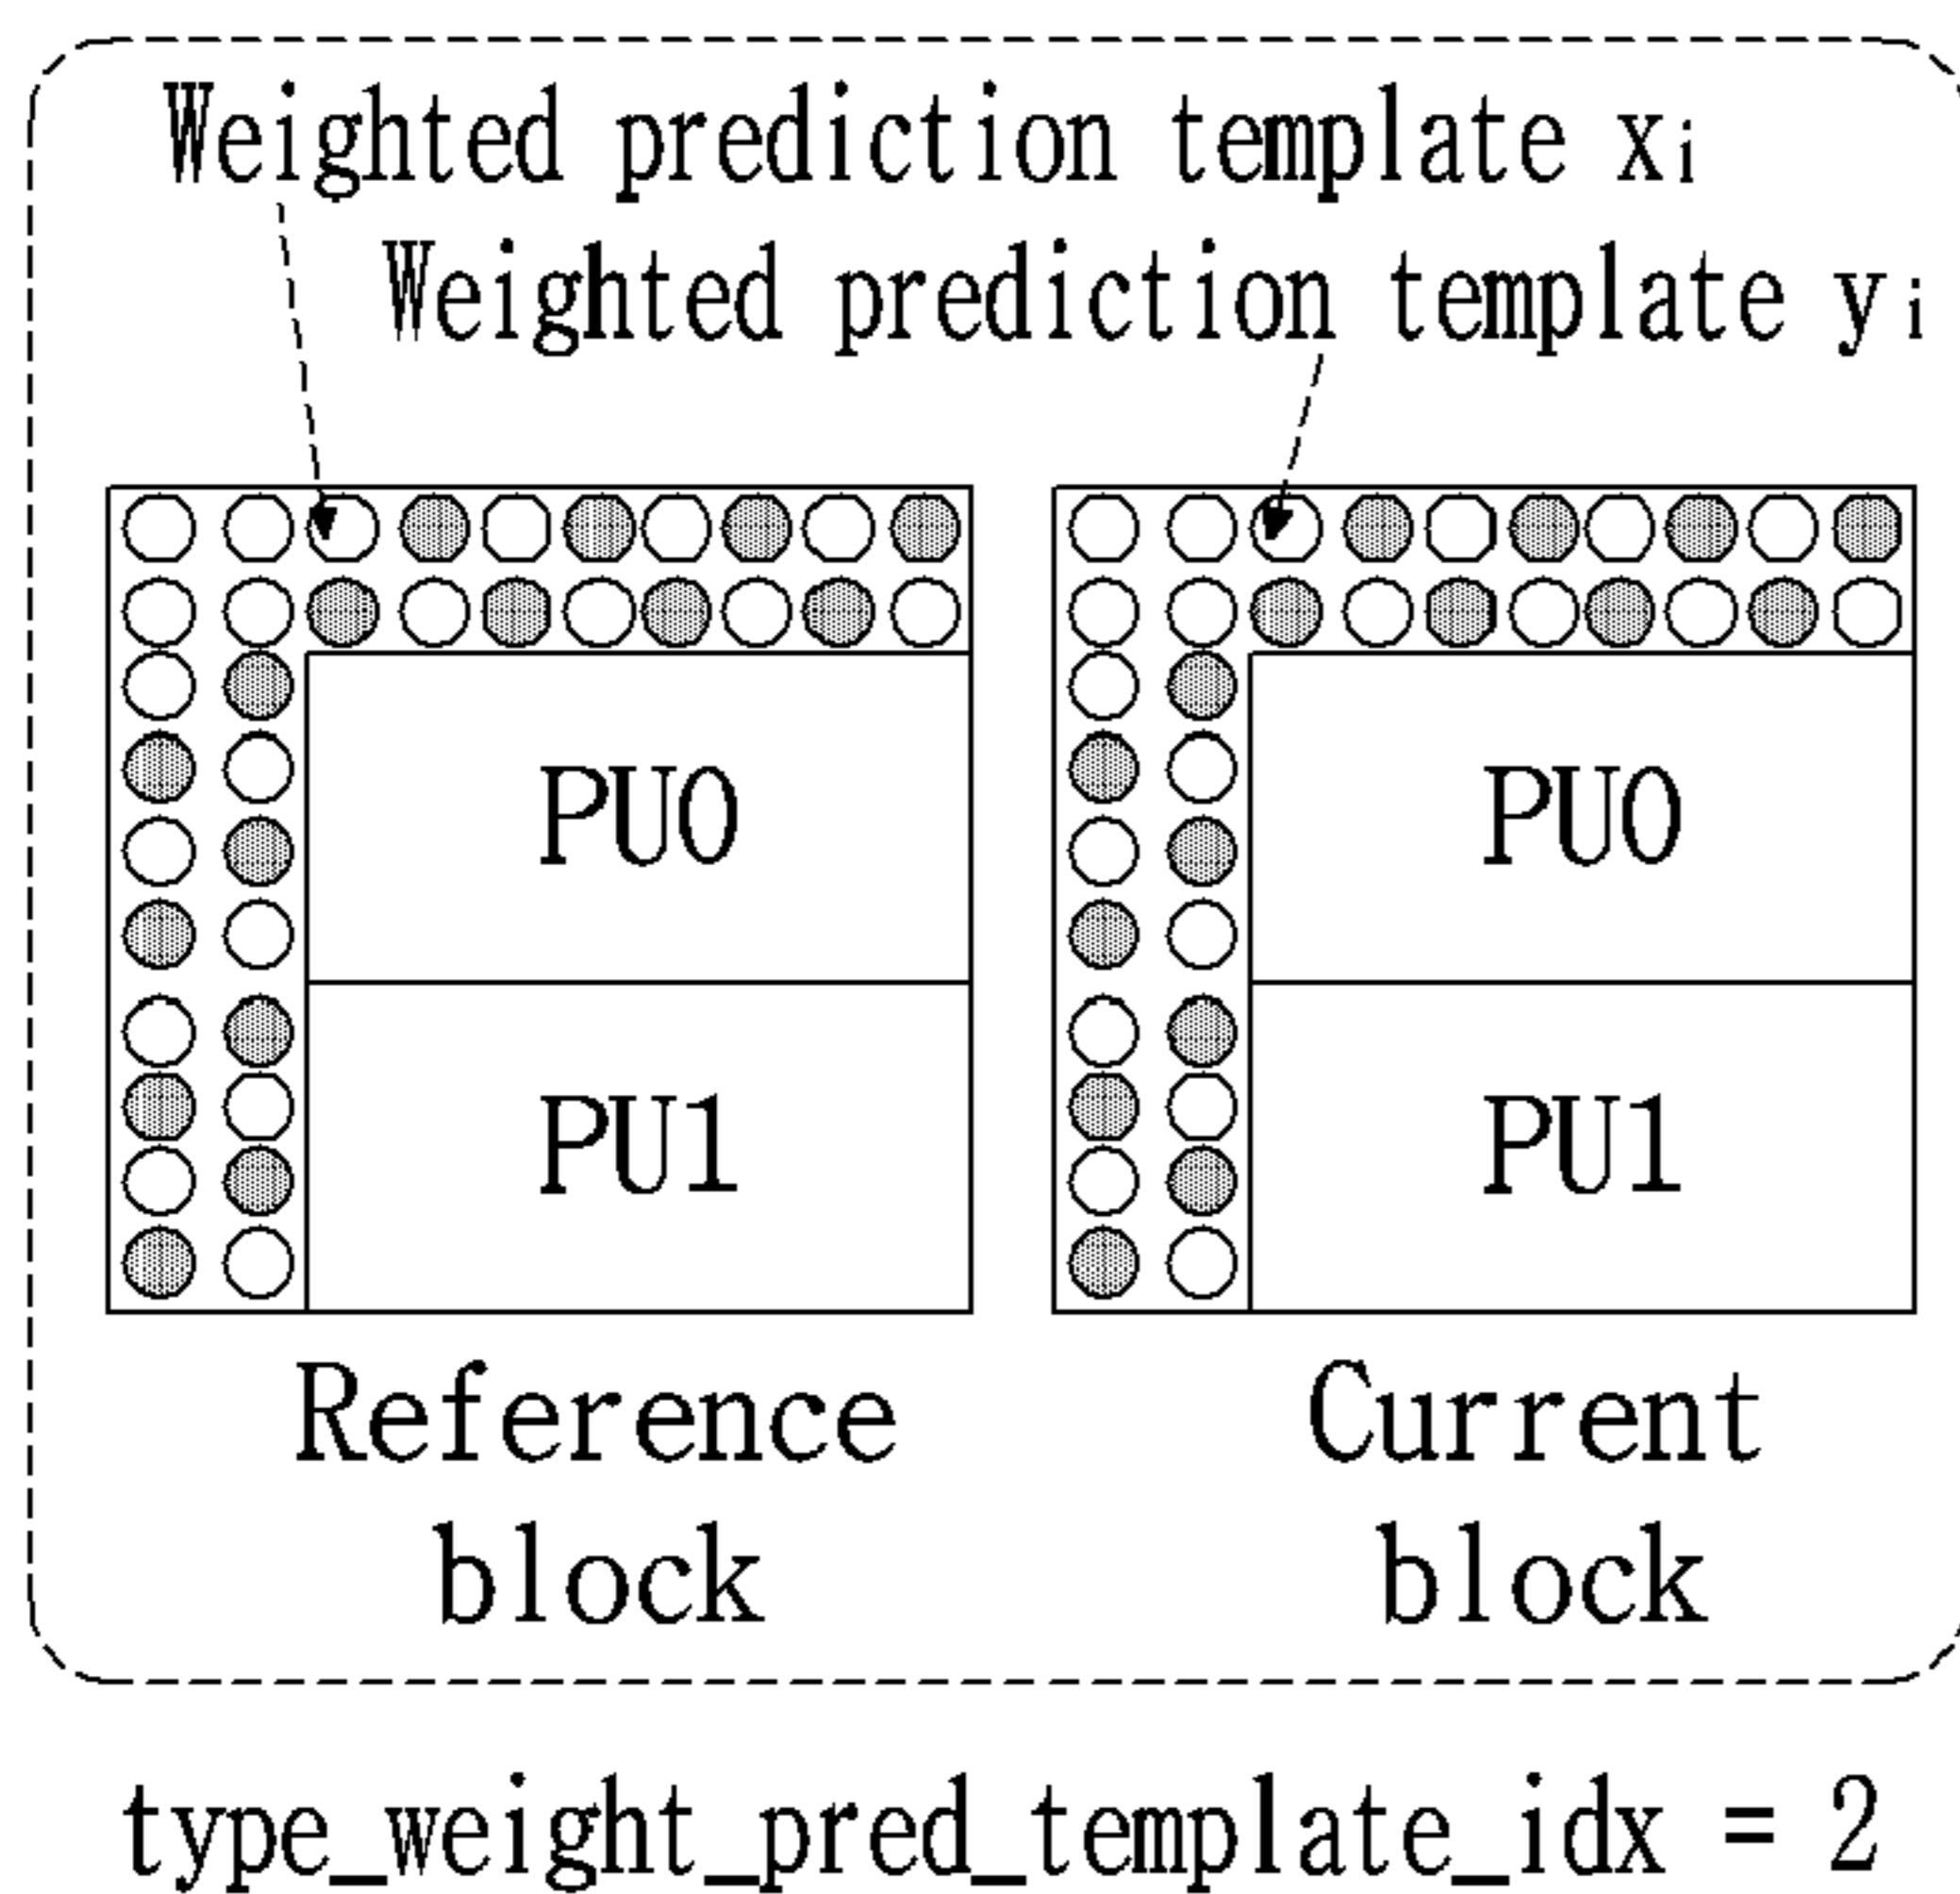 Weighted prediction template xi
Weighted prediction template yi
PU0 PU0
PU1 PU1
Reference block
Current block
type_weight_pred_template_idx = 2